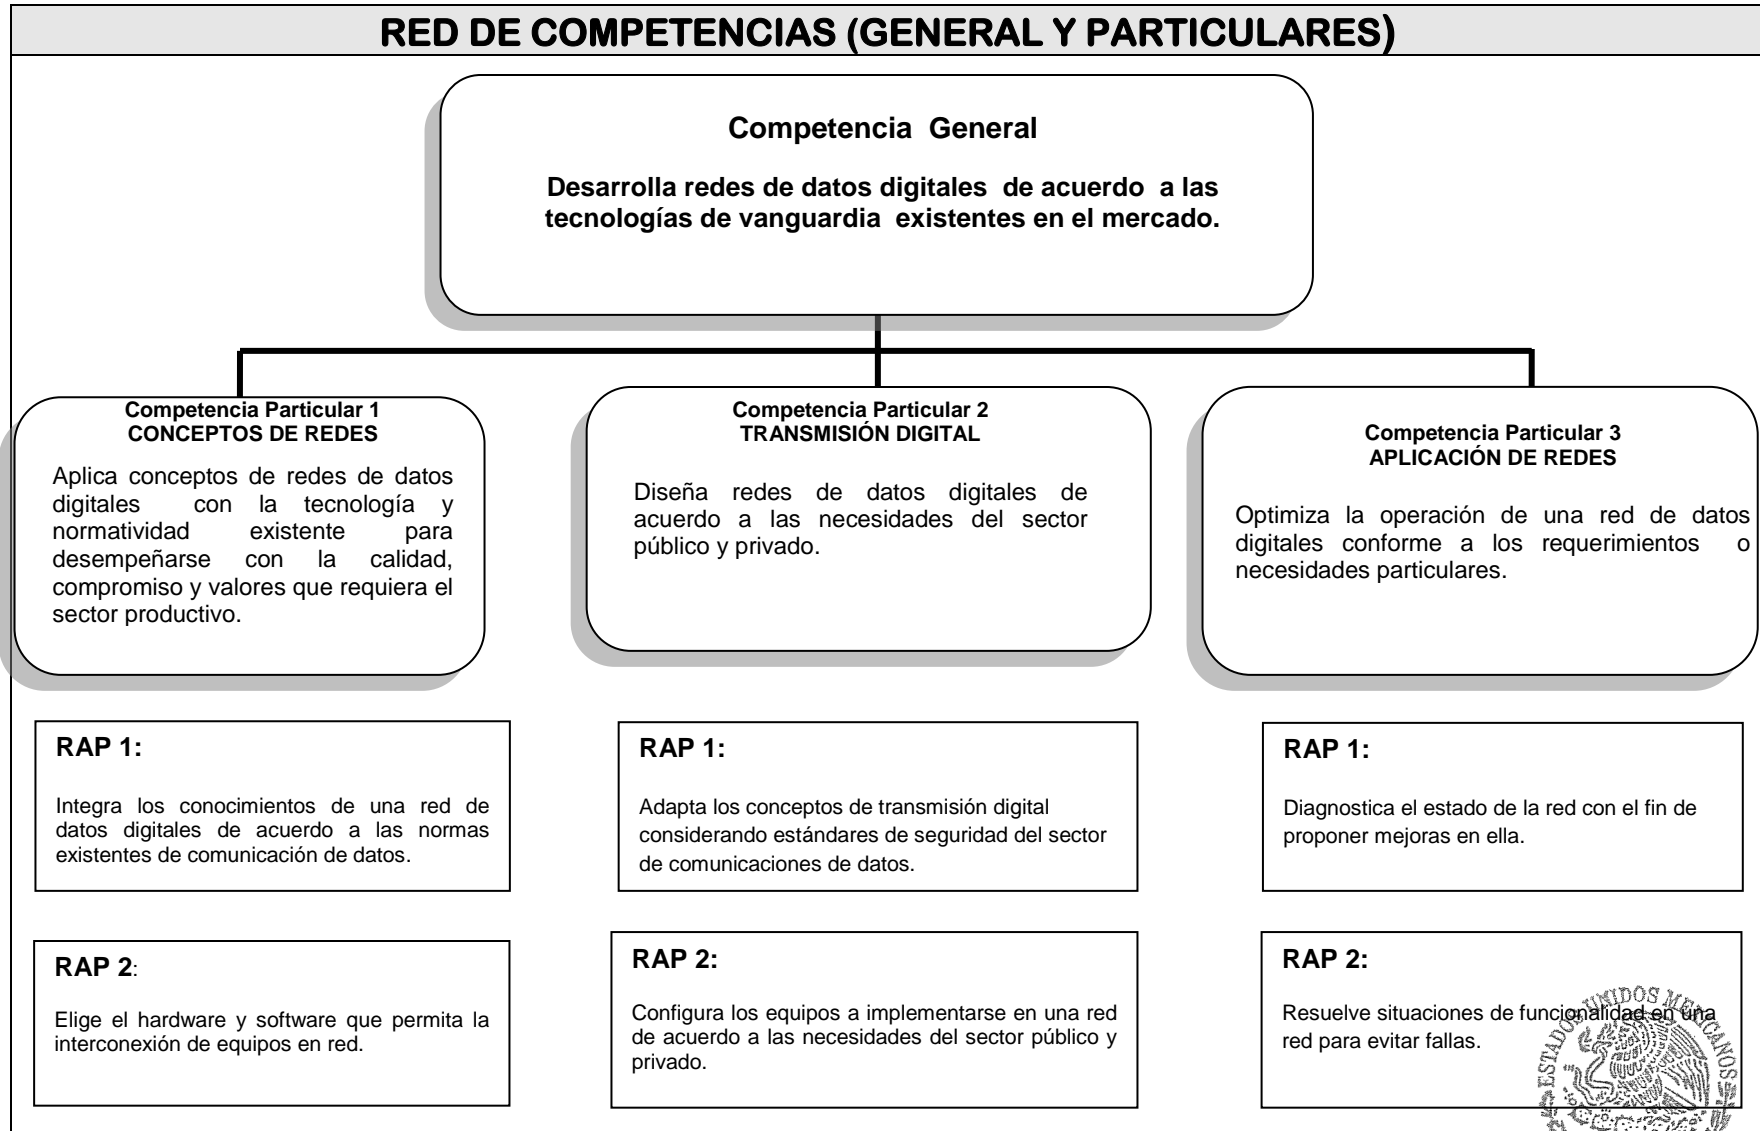 RED DE COMPETENCIAS (GENERAL Y PARTICULARES)
Competencia General
Desarrolla redes de datos digitales de acuerdo a las
tecnologías de vanguardia existentes en el mercado.
Competencia Particular 1
CONCEPTOS DE REDES
Aplica conceptos de redes de datos
digitales con la tecnología y
normatividad existente para
desempeñarse con la calidad,
compromiso y valores que requiera el
sector productivo.
Competencia Particular 2
TRANSMISIÓN DIGITAL
Diseña redes de datos digitales de
acuerdo a las necesidades del sector
público y privado.
Competencia Particular 3
APLICACIÓN DE REDES
Optimiza la operación de una red de datos
digitales conforme a los requerimientos o
necesidades particulares.
RAP 1:
Integra los conocimientos de una red de
datos digitales de acuerdo a las normas
existentes de comunicación de datos.
RAP 1:
Adapta los conceptos de transmisión digital
considerando estándares de seguridad del sector
de comunicaciones de datos.
RAP 1:
Diagnostica el estado de la red con el fin de
proponer mejoras en ella.
RAP 2:
Elige el hardware y software que permita la
interconexión de equipos en red.
RAP 2:
Configura los equipos a implementarse en una red
de acuerdo a las necesidades del sector público y
privado.
RAP 2:
Resuelve situaciones de funcionalidad en una
red para evitar fallas.
ESTADOS UNIDOS MEXICANOS